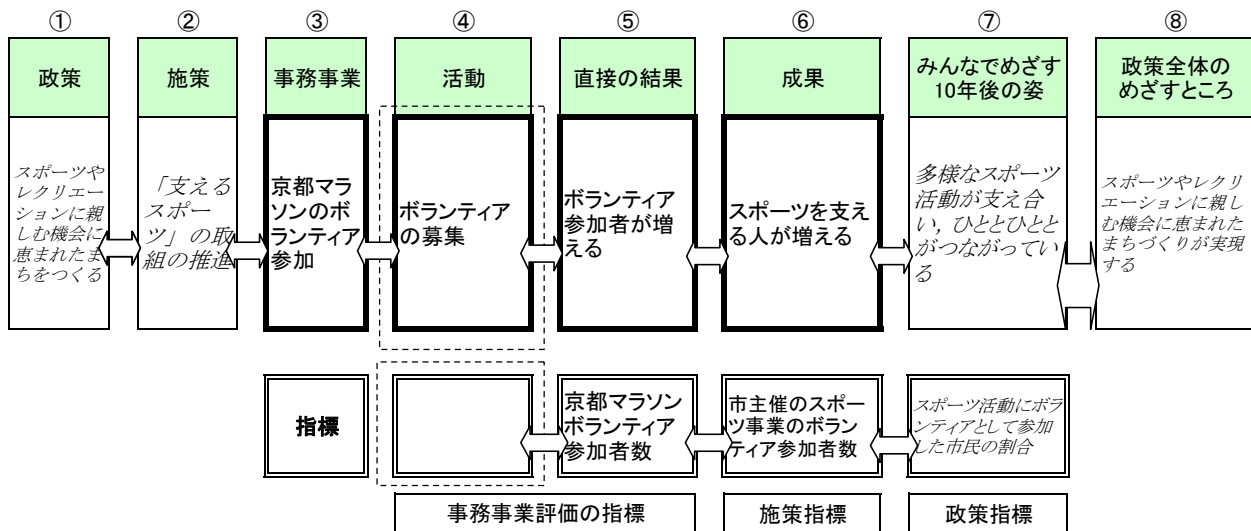 ①
②
③
④
⑤
⑥
⑦
⑧
政策
施策
事務事業
活動
直接の結果
成果
みんなでめざす
10年後の姿
政策全体の
めざすところ
スポーツや
レクリエー
ションに親
しむ機会に
恵まれたま
ちをつくる
「支える
スポー
ツ」の取
組の推進
京都マラ
ソンのボ
ランティア
参加
ボランティア
の募集
ボランティア
参加者が増
える
スポーツを支え
る人が増える
多様なスポーツ
活動が支え合
い，ひととひとと
がつながってい
る
スポーツやレクリ
エーションに親し
む機会に恵まれた
まちづくりが実現
する
指標
京都マラソン
ボランティア
参加者数
市主催のスポー
ツ事業のボラン
ティア参加者数
スポーツ活動にボラ
ンティアとして参加
した市民の割合
事務事業評価の指標
施策指標
政策指標